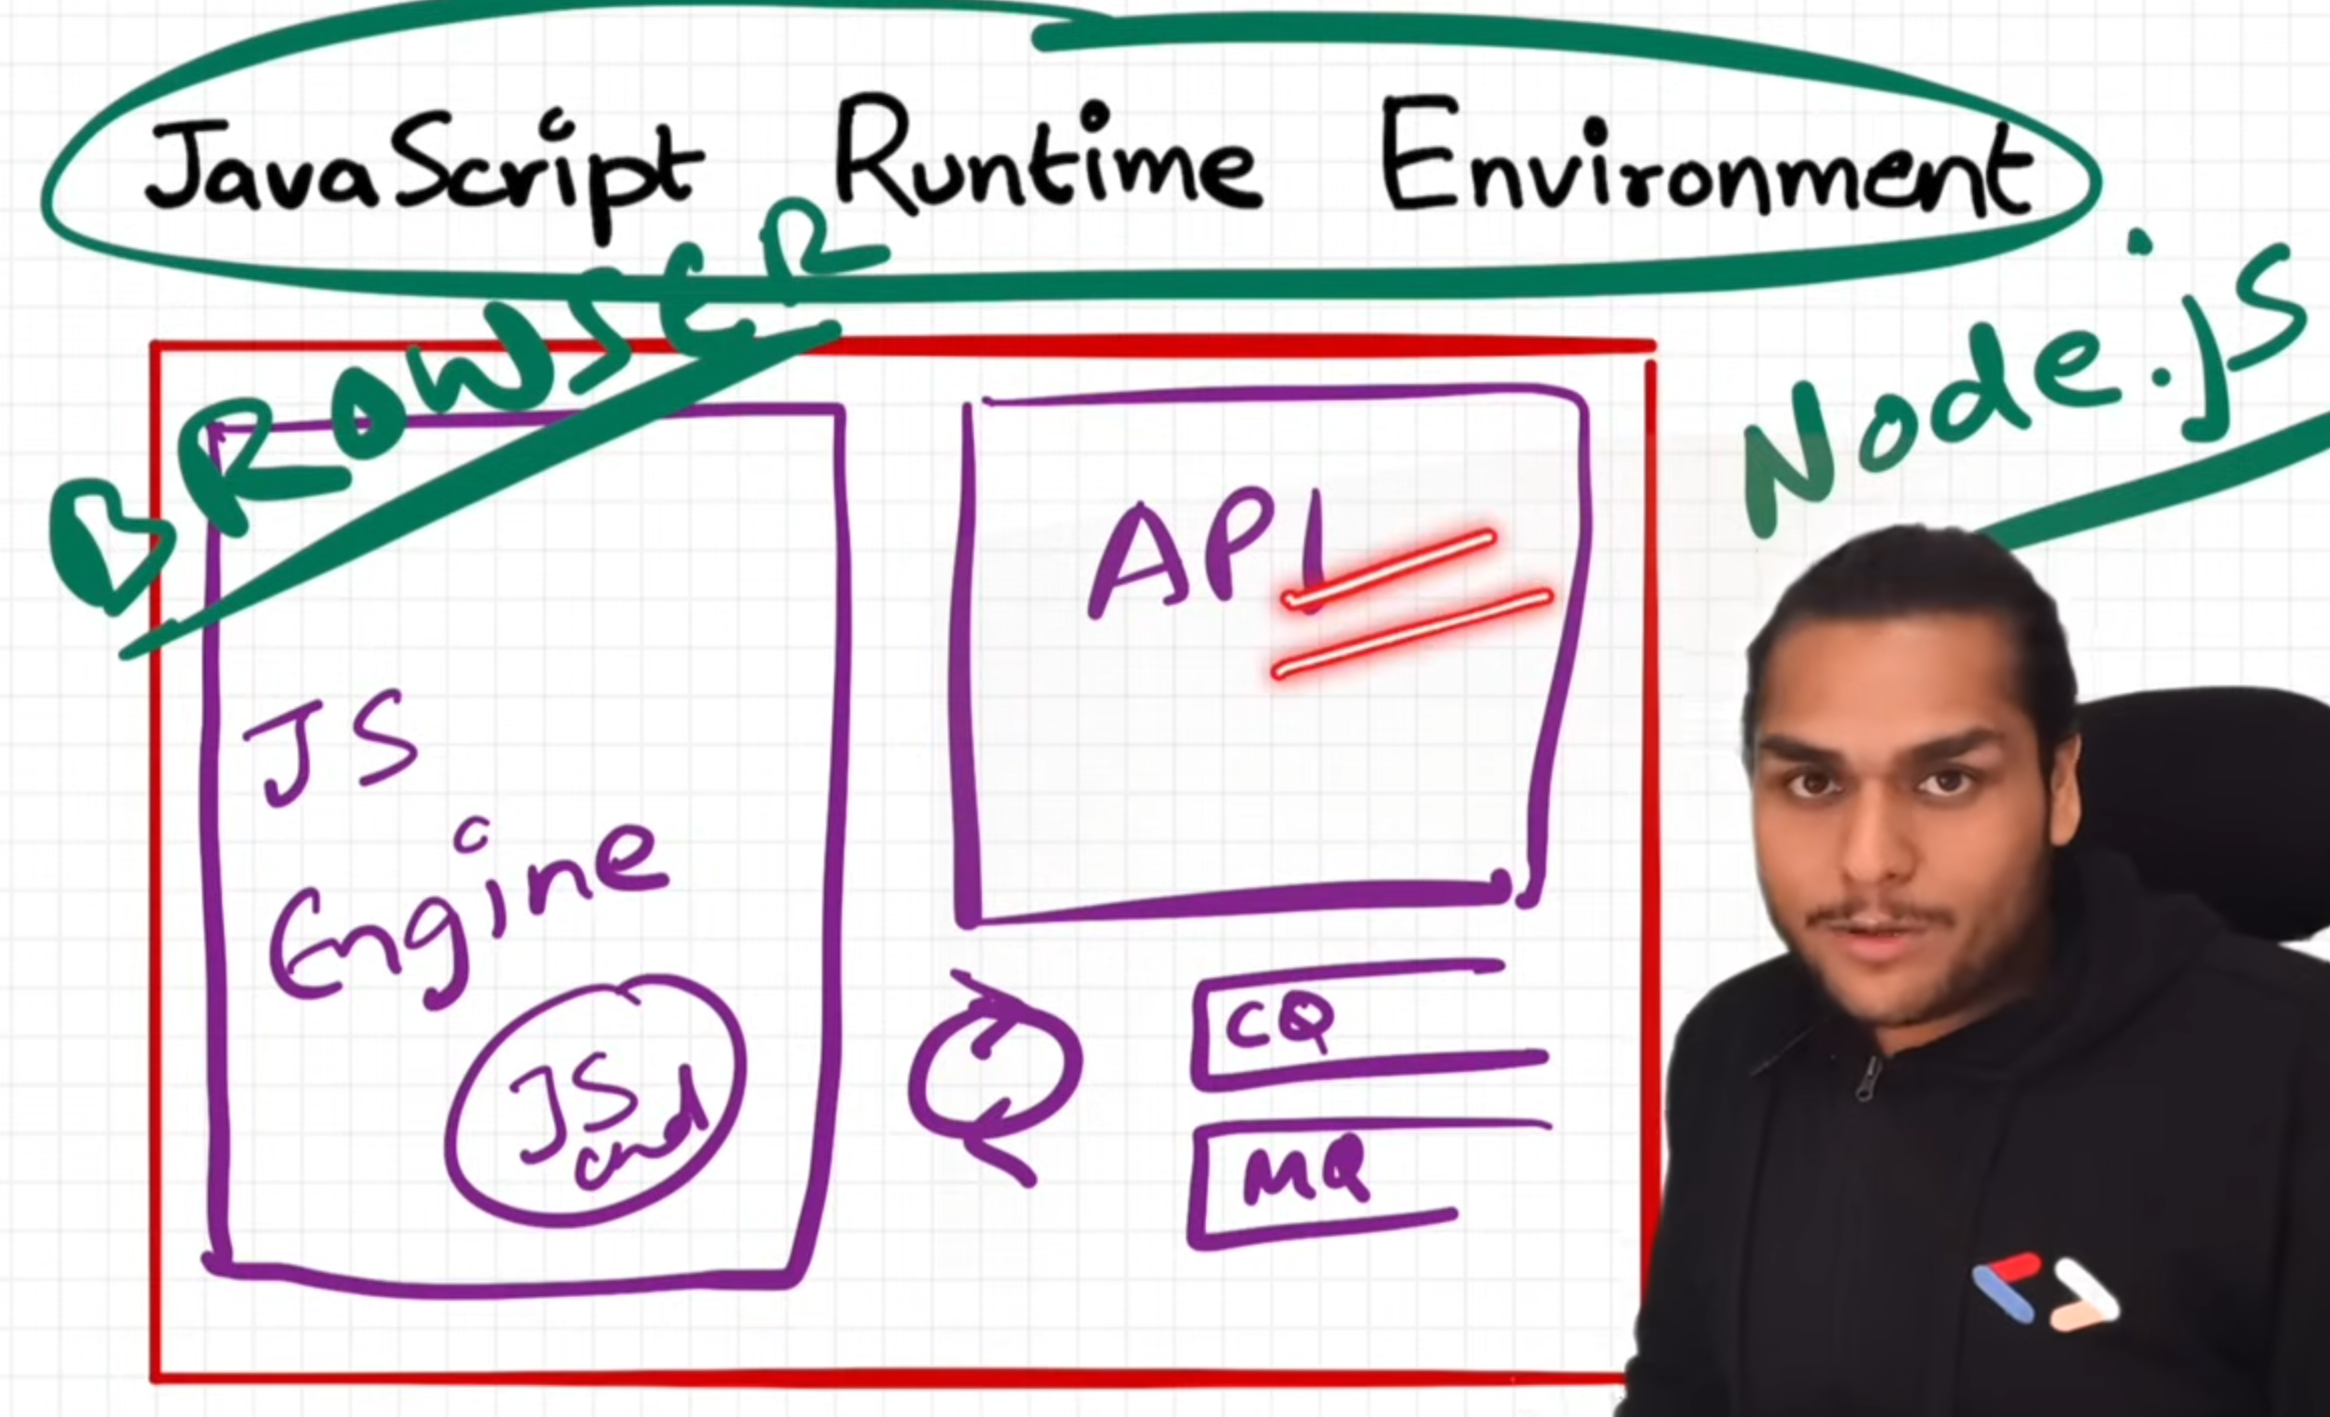 JavaScript Runtime Environment
BROWSER
Node.js
API
JS
Engine
JS
CQ
MQ